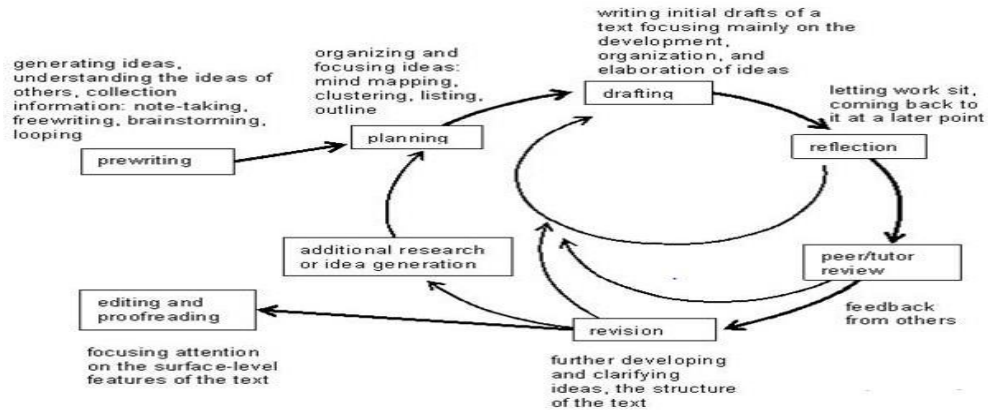 generating ideas,
understanding the ideas of
others, collection
information: note-taking,
freewriting, brainstorming,
looping
prewriting
organizing and
focusing ideas:
mind mapping,
clustering, listing,
outline
planning
writing initial drafts of a
text focusing mainly on the
development,
organization, and
elaboration of ideas
drafting
letting work sit,
coming back to
it at a later point
reflection
peer/tutor
review
feedback
from others
revision
further developing
and clarifying
ideas, the structure
of the text
additional research
or idea generation
editing and
proofreading
focusing attention
on the surface-level
features of the text